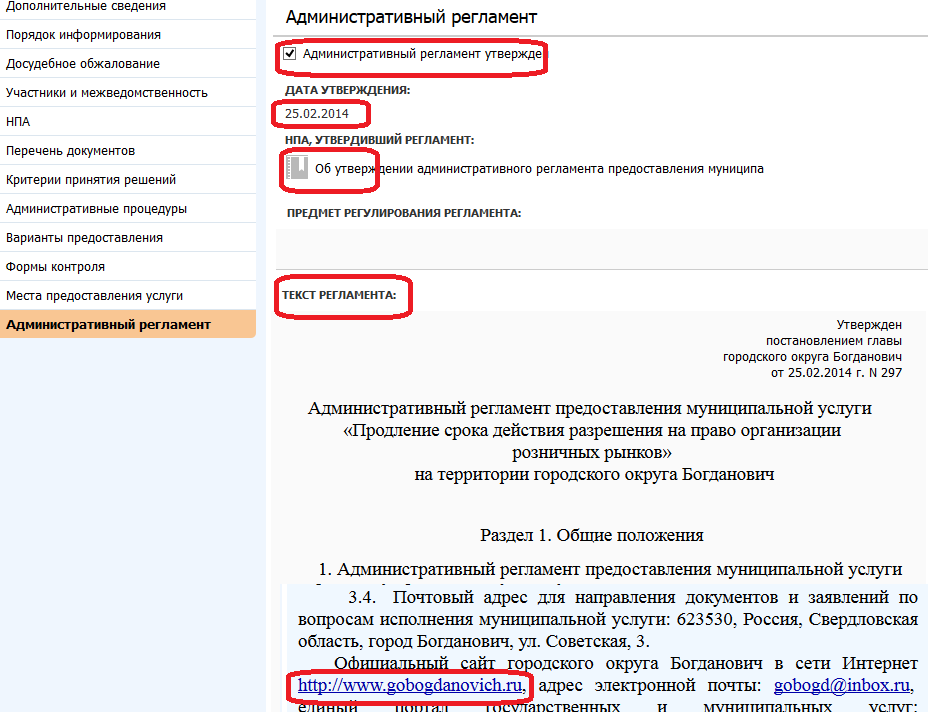 Дополнительные сведения
Порядок информирования
Досудебное обжалование
Участники и межведомственность
НПА
Перечень документов
Критерии принятия решений
Административные процедуры
Варианты предоставления
Формы контроля
Места предоставления услуги
Административный регламент
Административный регламент
Административный регламент утвержден
ДАТА УТВЕРЖДЕНИЯ:
25.02.2014
НПА, УТВЕРДИВШИЙ РЕГЛАМЕНТ:
Об утверждении административного регламента предоставления муниципа
ПРЕДМЕТ РЕГУЛИРОВАНИЯ РЕГЛАМЕНТА:
ТЕКСТ РЕГЛАМЕНТА:
Утвержден
постановлением главы
городского округа Богданович
от 25.02.2014 г. N 297
Административный регламент предоставления муниципальной услуги
«Продление срока действия разрешения на право организации
розничных рынков»
на территории городского округа Богданович
Раздел 1. Общие положения
1. Административный регламент предоставления муниципальной услуги
3.4. Почтовый адрес для направления документов и заявлений по
вопросам исполнения муниципальной услуги: 623530, Россия, Свердловская
область, город Богданович, ул. Советская, 3.
Официальный сайт городского округа Богданович в сети Интернет
http://www.gobogdanovich.ru, адрес электронной почты: gobogd@inbox.ru,
единый портал государственных и муниципальных услуг: